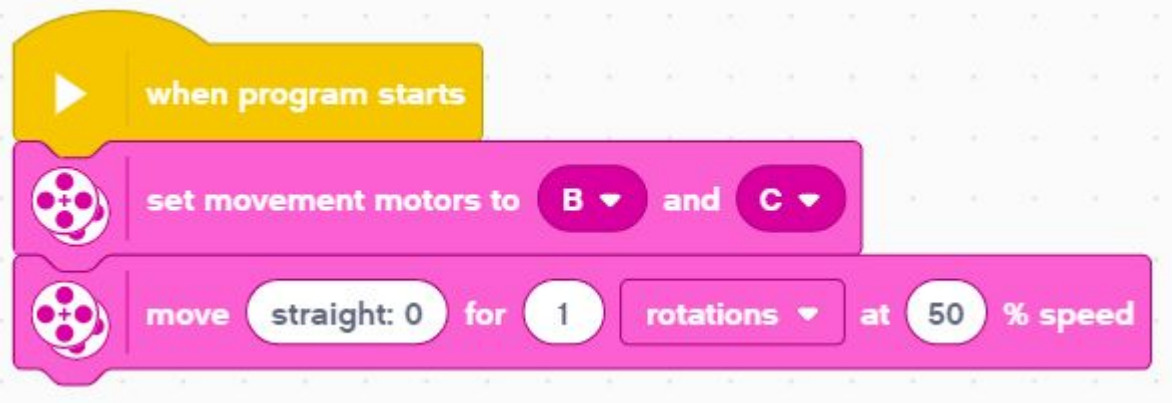 when program starts
set movement motors to B and C
move straight: 0 for 1 rotations at 50 % speed